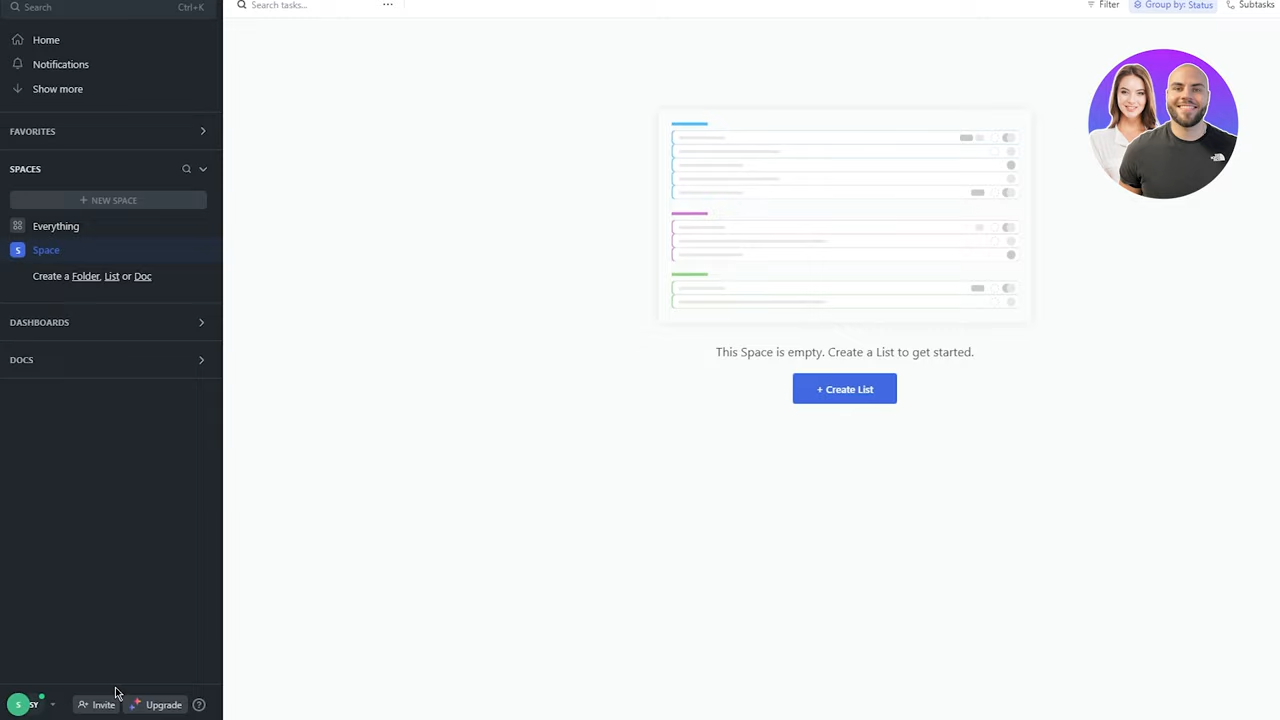 Search Ctrl+K
Home
Notifications
Show more
FAVORITES
SPACES
+ NEW SPACE
Everything
S Space
Create a Folder, List or Doc
DASHBOARDS
DOCS
S SY
Invite
Upgrade
Search tasks...
Filter
Group by: Status
Subtasks
This Space is empty. Create a List to get started.
+ Create List